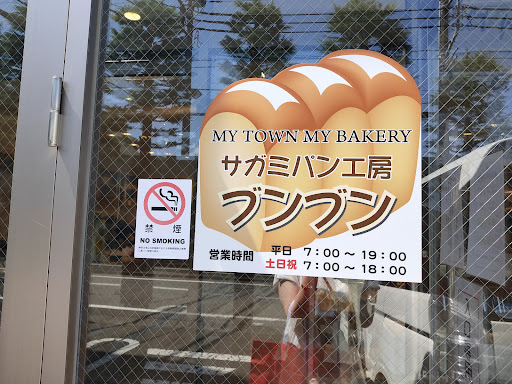 MY TOWN MY BAKERY
サガミパン工房
ブンブン
営業時間 平日 7:00～19:00
土日祝 7:00～18:00
禁煙
NO SMOKING